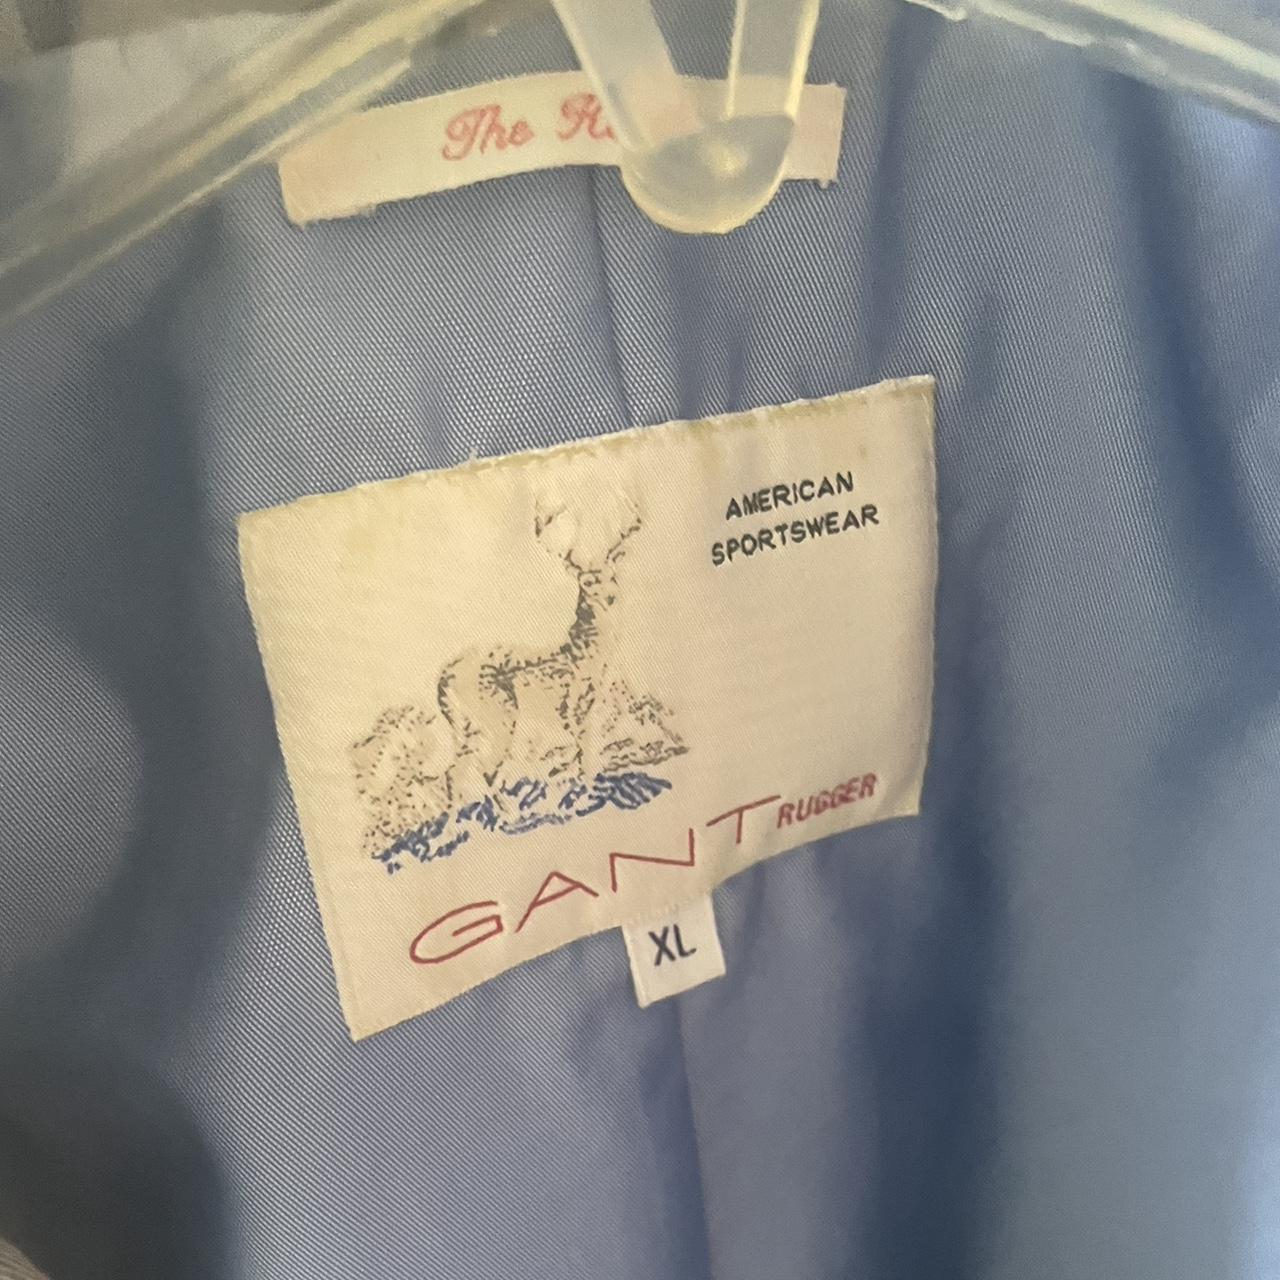 The
AMERICAN
SPORTSWEAR
GANT RUGGER
XL